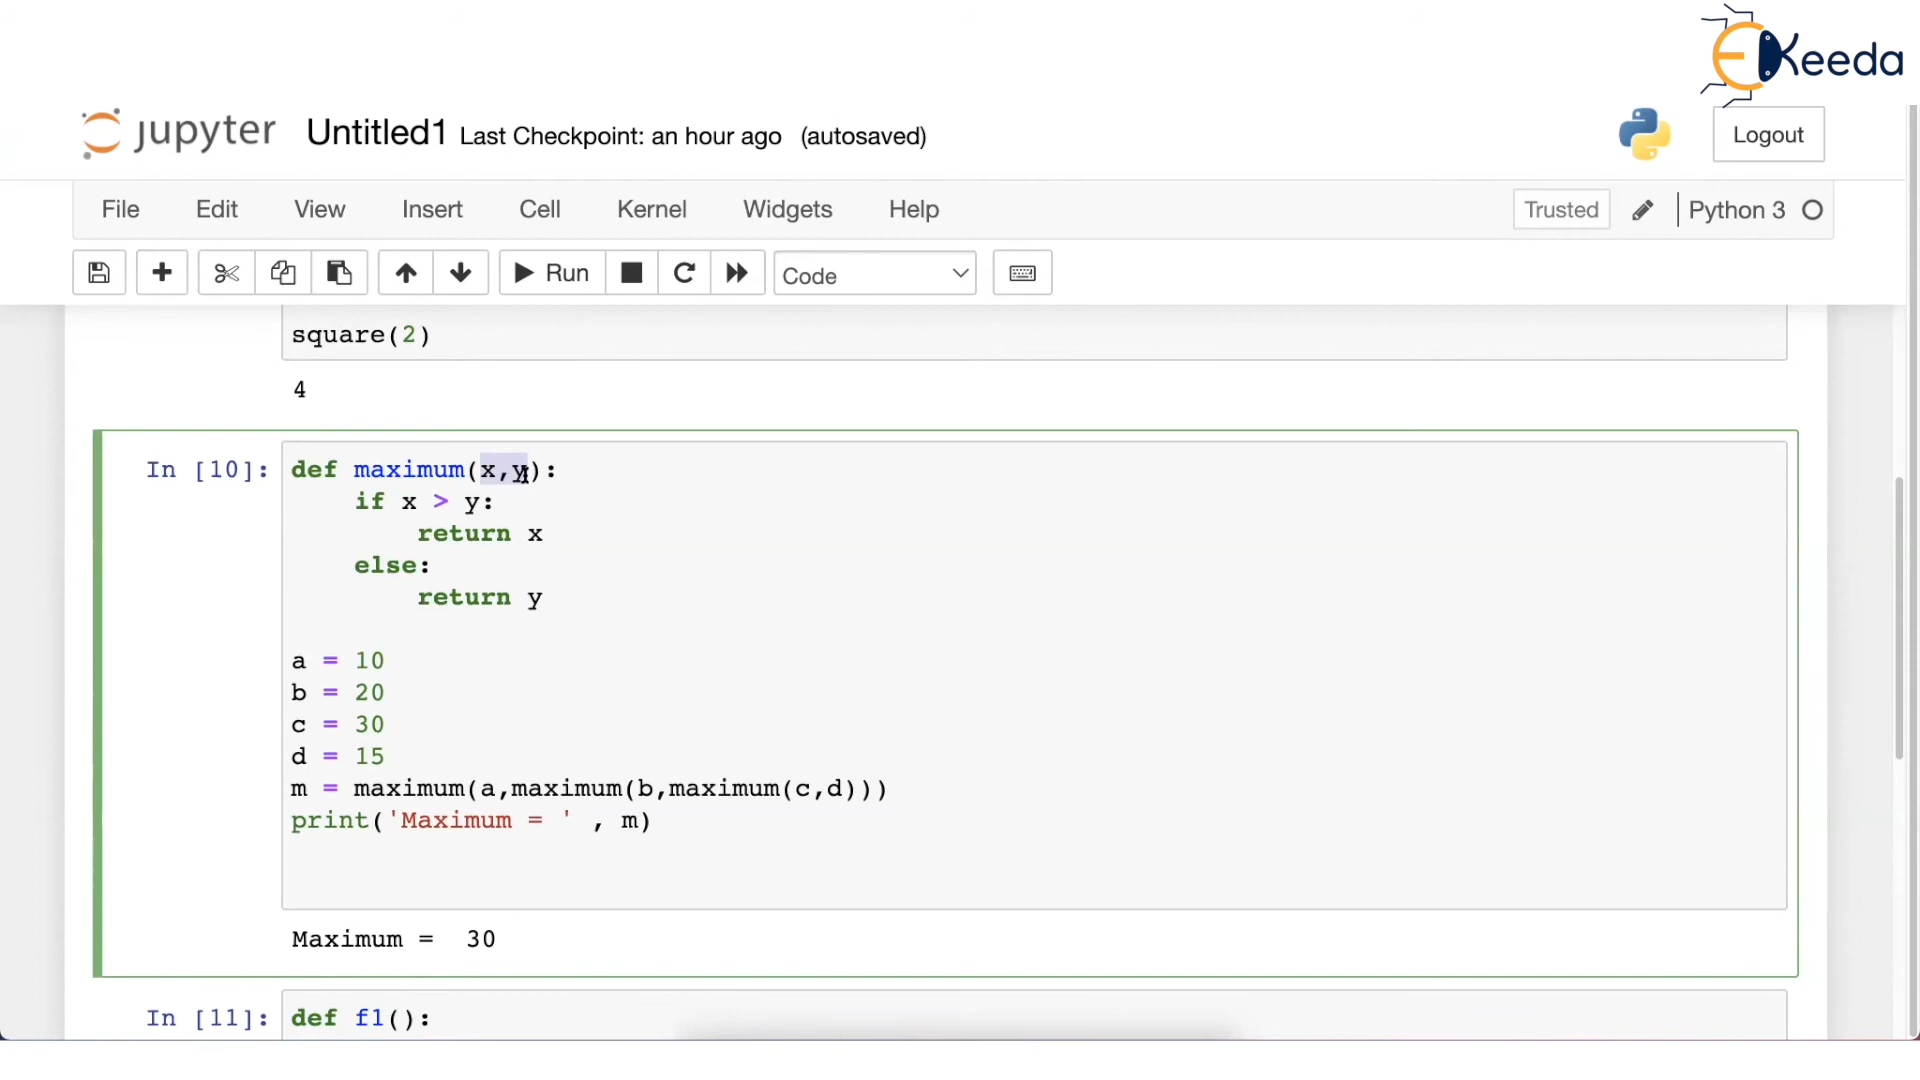 EKeeda
jupyter Untitled1 Last Checkpoint: an hour ago (autosaved)
Logout
File Edit View Insert Cell Kernel Widgets Help
Trusted Python 3
Run Code
square(2)
4
In [10]: def maximum(x,y):
    if x > y:
        return x
    else:
        return y
a = 10
b = 20
c = 30
d = 15
m = maximum(a,maximum(b,maximum(c,d)))
print('Maximum = ' , m)
Maximum =  30
In [11]: def f1():